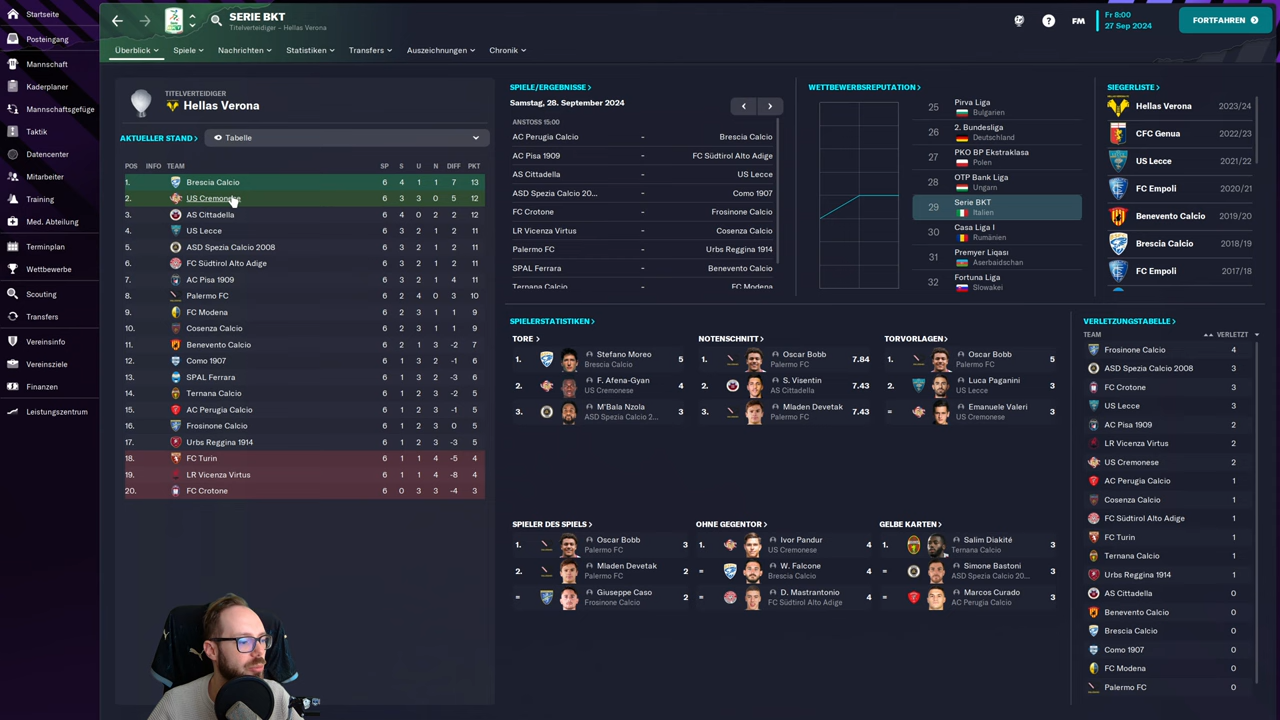 Startseite
Posteingang
Mannschaft
Kaderplaner
Mannschaftsgefüge
Taktik
Datencenter
Mitarbeiter
Training
Med. Abteilung
Terminplan
Wettbewerbe
Scouting
Transfers
Vereinsinfo
Vereinsziele
Finanzen
Leistungszentrum
SERIE BKT
Titelverteidiger - Hellas Verona
FM
Fr 8:00
27 Sep 2024
FORTFAHREN
Überblick
Spiele
Nachrichten
Statistiken
Transfers
Auszeichnungen
Chronik
TITELVERTEIDIGER
Hellas Verona
AKTUELLER STAND >
Tabelle
POS INFO TEAM SP S U N DIFF PKT
1. Brescia Calcio 6 4 1 1 7 13
2. US Cremonese 6 3 3 0 5 12
3. AS Cittadella 6 4 0 2 2 12
4. US Lecce 6 3 2 1 2 11
5. ASD Spezia Calcio 2008 6 3 2 1 2 11
6. FC Südtirol Alto Adige 6 3 2 1 2 11
7. AC Pisa 1909 6 3 2 1 4 11
8. Palermo FC 6 2 4 0 3 10
9. FC Modena 6 2 3 1 1 9
10. Cosenza Calcio 6 2 3 1 1 9
11. Benevento Calcio 6 2 1 3 -2 7
12. Como 1907 6 1 3 2 -1 6
13. SPAL Ferrara 6 1 3 2 -3 6
14. Ternana Calcio 6 1 2 3 -2 5
15. AC Perugia Calcio 6 1 2 3 -1 5
16. Frosinone Calcio 6 1 2 3 0 5
17. Urbs Reggina 1914 6 1 2 3 -3 5
18. FC Turin 6 1 1 4 -5 4
19. LR Vicenza Virtus 6 1 1 4 -8 4
20. FC Crotone 6 0 3 3 -4 3
SPIELE/ERGEBNISSE >
Samstag, 28. September 2024
ANSTOSS 15:00
AC Perugia Calcio - Brescia Calcio
AC Pisa 1909 - FC Südtirol Alto Adige
AS Cittadella - US Lecce
ASD Spezia Calcio 20... - Como 1907
FC Crotone - Frosinone Calcio
LR Vicenza Virtus - Cosenza Calcio
Palermo FC - Urbs Reggina 1914
SPAL Ferrara - Benevento Calcio
Ternana Calcio - FC Modena
WETTBEWERBSREPUTATION >
25 Pirva Liga
Bulgarien
26 2. Bundesliga
Deutschland
27 PKO BP Ekstraklasa
Polen
28 OTP Bank Liga
Ungarn
29 Serie BKT
Italien
30 Casa Liga I
Rumänien
31 Premyer Liqası
Aserbaidschan
32 Fortuna Liga
Slowakei
SIEGERLISTE >
Hellas Verona 2023/24
CFC Genua 2022/23
US Lecce 2021/22
FC Empoli 2020/21
Benevento Calcio 2019/20
Brescia Calcio 2018/19
FC Empoli 2017/18
SPIELERSTATISTIKEN >
TORE >
1. Stefano Moreo 5
Brescia Calcio
2. F. Afena-Gyan 4
US Cremonese
3. M'Bala Nzola 3
ASD Spezia Calcio 2...
NOTENSCHNITT >
1. Oscar Bobb 7.84
Palermo FC
2. S. Visentin 7.43
AS Cittadella
3. Mladen Devetak 7.43
Palermo FC
TORVORLAGEN >
1. Oscar Bobb 5
Palermo FC
2. Luca Paganini 3
US Lecce
= Emanuele Valeri 3
US Cremonese
SPIELER DES SPIELS >
1. Oscar Bobb 3
Palermo FC
2. Mladen Devetak 2
Palermo FC
= Giuseppe Caso 2
Frosinone Calcio
OHNE GEGENTOR >
1. Ivor Pandur 4
US Cremonese
= W. Falcone 4
Brescia Calcio
= D. Mastrantonio 4
FC Südtirol Alto Adige
GELBE KARTEN >
1. Salim Diakité 3
Ternana Calcio
= Simone Bastoni 3
ASD Spezia Calcio 20...
= Marcos Curado 3
AC Perugia Calcio
VERLETZUNGSTABELLE >
TEAM VERLETZT
Frosinone Calcio 4
ASD Spezia Calcio 2008 3
FC Crotone 3
US Lecce 3
AC Pisa 1909 2
LR Vicenza Virtus 2
US Cremonese 2
AC Perugia Calcio 1
Cosenza Calcio 1
FC Südtirol Alto Adige 1
FC Turin 1
Ternana Calcio 1
Urbs Reggina 1914 1
AS Cittadella 0
Benevento Calcio 0
Brescia Calcio 0
Como 1907 0
FC Modena 0
Palermo FC 0